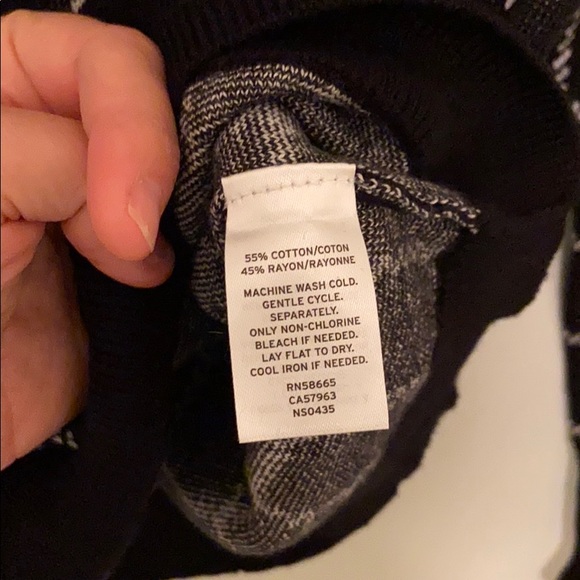 55% COTTON/COTON
45% RAYON/RAYONNE
MACHINE WASH COLD.
GENTLE CYCLE.
SEPARATELY.
ONLY NON-CHLORINE
BLEACH IF NEEDED.
LAY FLAT TO DRY.
COOL IRON IF NEEDED.
RN58665
CA57963
NS0435